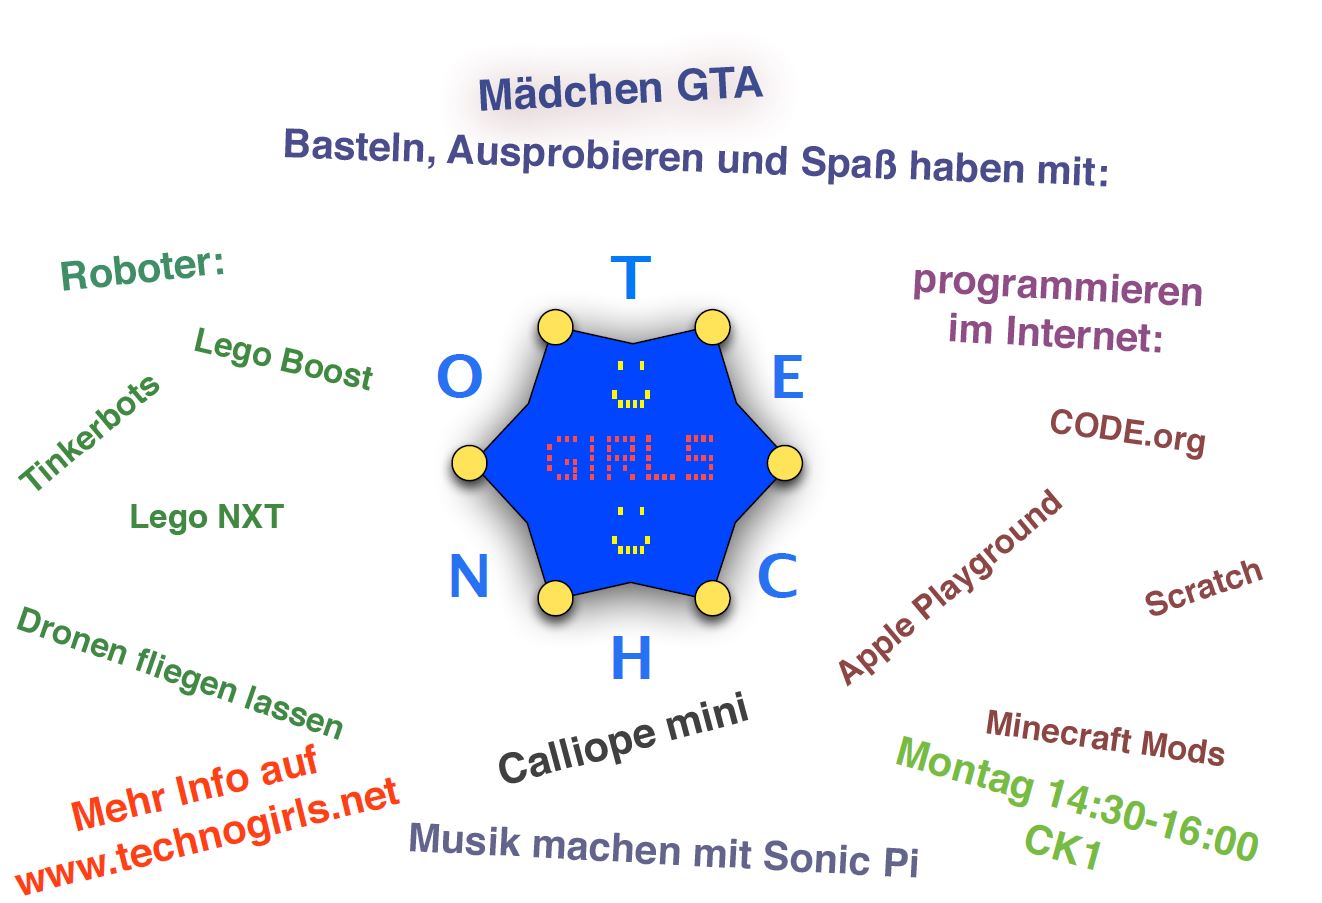 Mädchen GTA
Basteln, Ausprobieren und Spaß haben mit:
Roboter:
Lego Boost
Tinkerbots
Lego NXT
Dronen fliegen lassen
Mehr Info auf
www.technogirls.net
T
E
C
H
N
O
GIRLS
Calliope mini
Musik machen mit Sonic Pi
programmieren
im Internet:
CODE.org
Apple Playground
Scratch
Minecraft Mods
Montag 14:30-16:00
CK1